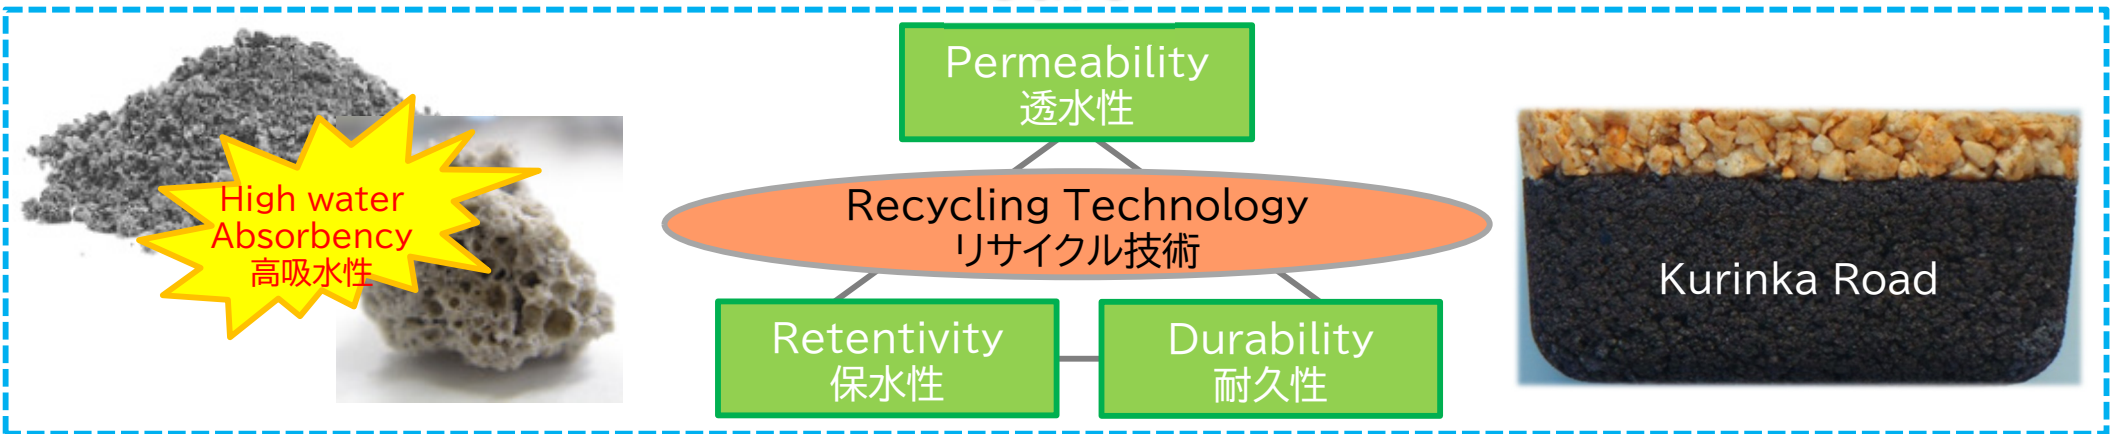 High water
Absorbency
高吸水性
Permeability
透水性
Recycling Technology
リサイクル技術
Retentivity
保水性
Durability
耐久性
Kurinka Road